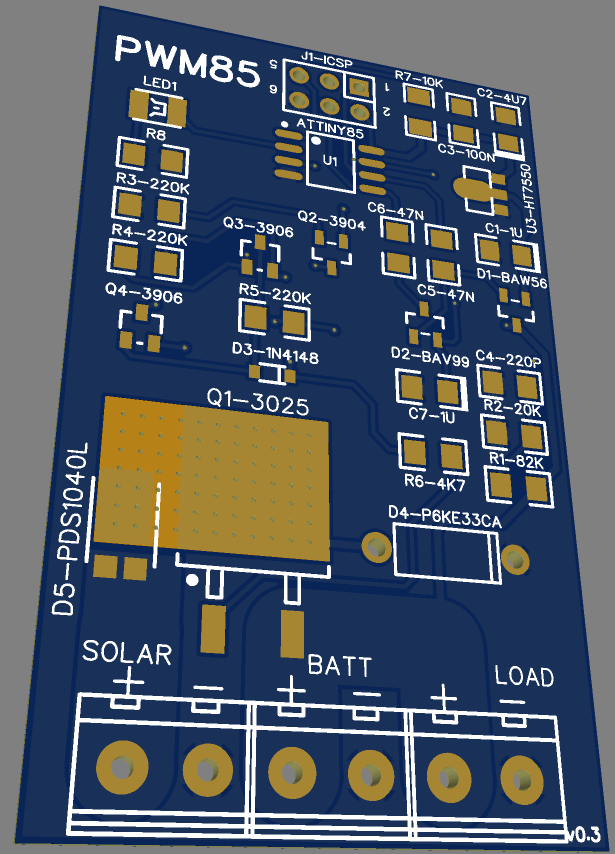 PWM85
J1-ICSP
5
6
1
2
R7-10K
C2-4U7
LED1
ATTINY85
C3-100N
R8
U1
U3-HT7550
R3-220K
C6-47N
Q3-3906
Q2-3904
C1-1U
R4-220K
D1-BAW56
Q4-3906
R5-220K
C5-47N
D3-1N4148
D2-BAV99
C4-220P
Q1-3025
C7-1U
R2-20K
R1-82K
R6-4K7
D5-PDS1040L
D4-P6KE33CA
SOLAR
BATT
LOAD
+ - + - + -
v0.3